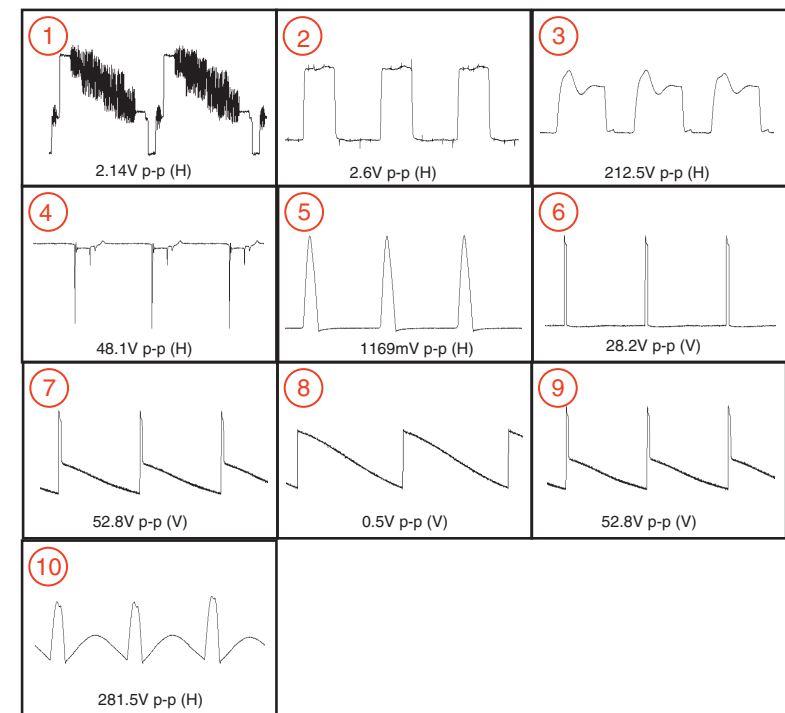 1
2.14V p-p (H)
2
2.6V p-p (H)
3
212.5V p-p (H)
4
48.1V p-p (H)
5
1169mV p-p (H)
6
28.2V p-p (V)
7
52.8V p-p (V)
8
0.5V p-p (V)
9
52.8V p-p (V)
10
281.5V p-p (H)